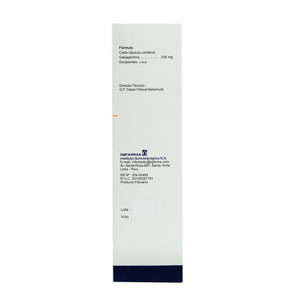 Fórmula
Cada cápsula contiene:
Gabapentina ............ 300 mg
Excipientes c.s.p.
Director Técnico:
Q.F. César Villena Nakamura
IQFARMA
Instituto Quimioterápico S.A.
Av. Santa Rosa 350 - Santa Anita
Lima - Perú
Producto Peruano
Lote :
Vcto :